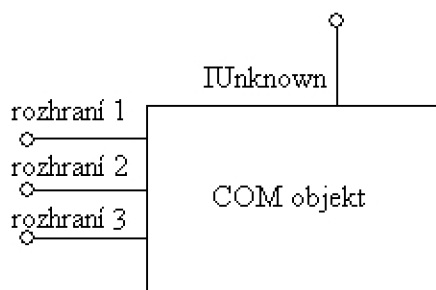 IUnknown
rozhraní 1
rozhraní 2
rozhraní 3
COM objekt